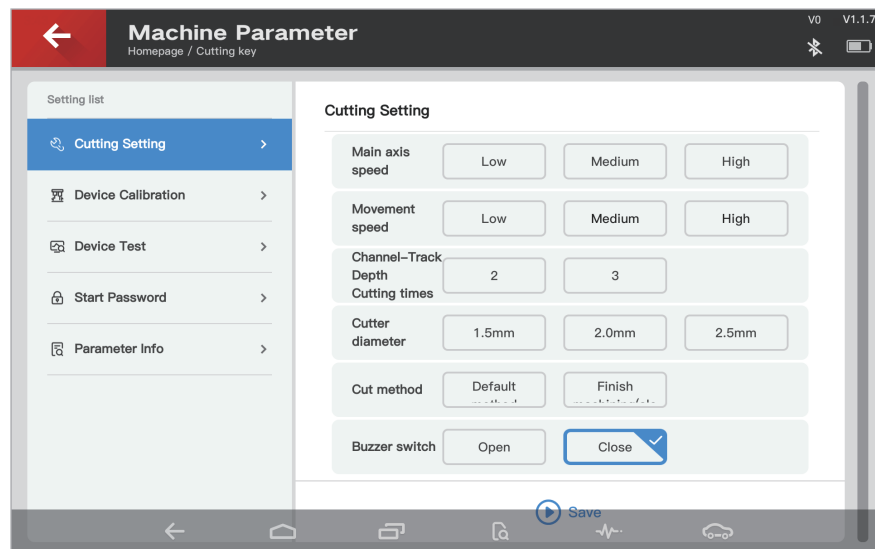 V0 V1.1.7
Machine Parameter
Homepage / Cutting key
Setting list
Cutting Setting
Device Calibration
Device Test
Start Password
Parameter Info
Cutting Setting
Main axis
speed
Low Medium High
Movement
speed
Low Medium High
Channel-Track
Depth
Cutting times
2 3
Cutter
diameter
1.5mm 2.0mm 2.5mm
Cut method
Default
Finish
Buzzer switch Open Close
Save